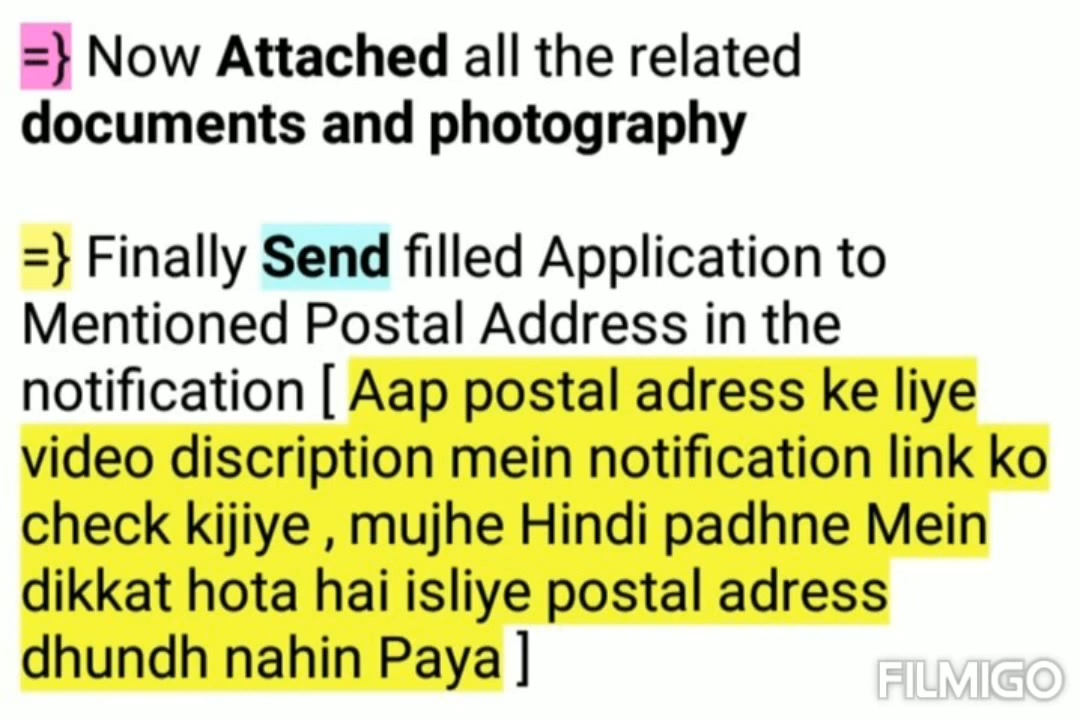 =} Now Attached all the related
documents and photography
=} Finally Send filled Application to
Mentioned Postal Address in the
notification [ Aap postal adress ke liye
video discription mein notification link ko
check kijiye , mujhe Hindi padhne Mein
dikkat hota hai isliye postal adress
dhundh nahin Paya ]
FILMIGO